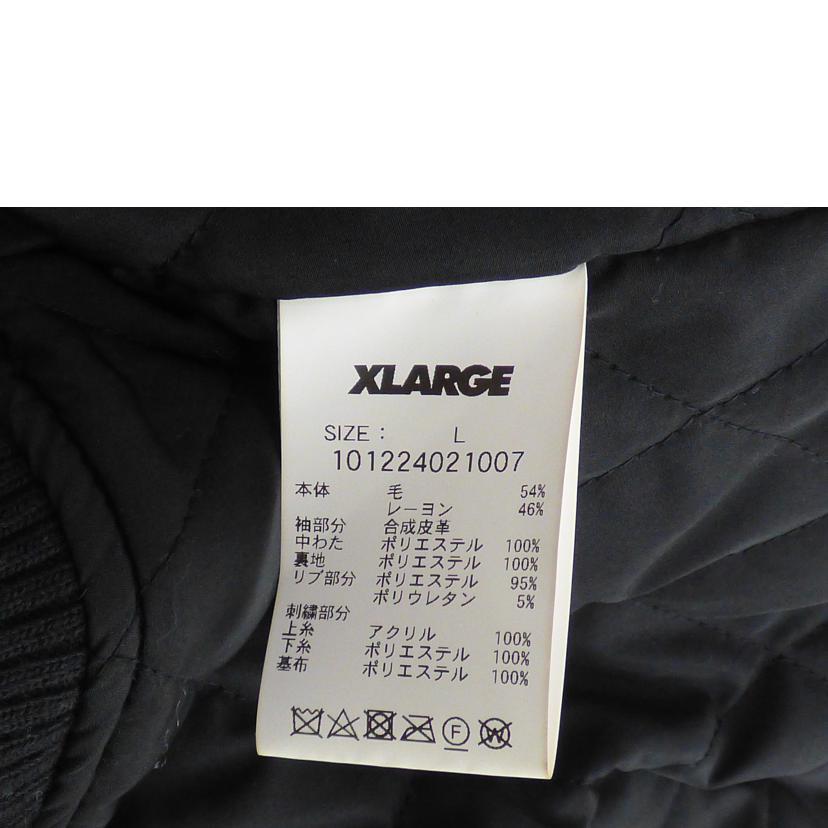 XLARGE
SIZE： L
101224021007
本体 毛 54%
レーヨン 46%
袖部分 合成皮革
中わた ポリエステル 100%
裏地 ポリエステル 100%
リブ部分 ポリエステル 95%
ポリウレタン 5%
刺繍部分
上糸 アクリル 100%
下糸 ポリエステル 100%
基布 ポリエステル 100%
F W